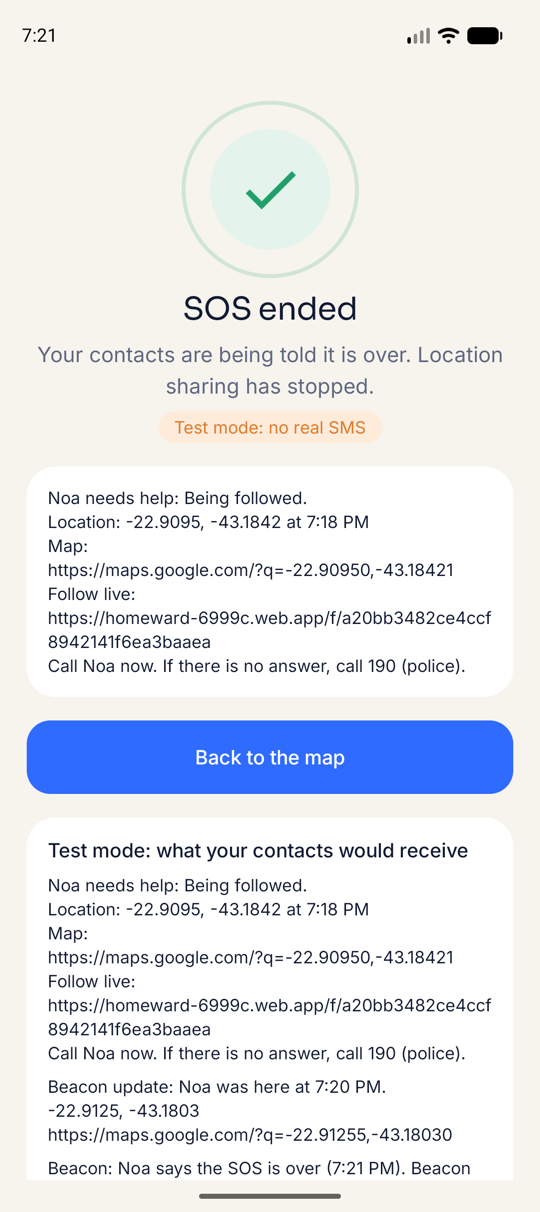 7:21
SOS ended
Your contacts are being told it is over. Location
sharing has stopped.
Test mode: no real SMS
Noa needs help: Being followed.
Location: -22.9095, -43.1842 at 7:18 PM
Map:
https://maps.google.com/?q=-22.90950,-43.18421
Follow live:
https://homeward-6999c.web.app/f/a20bb3482ce4ccf
8942141f6ea3baaea
Call Noa now. If there is no answer, call 190 (police).
Back to the map
Test mode: what your contacts would receive
Noa needs help: Being followed.
Location: -22.9095, -43.1842 at 7:18 PM
Map:
https://maps.google.com/?q=-22.90950,-43.18421
Follow live:
https://homeward-6999c.web.app/f/a20bb3482ce4ccf
8942141f6ea3baaea
Call Noa now. If there is no answer, call 190 (police).
Beacon update: Noa was here at 7:20 PM.
-22.9125, -43.1803
https://maps.google.com/?q=-22.91255,-43.18030
Beacon: Noa says the SOS is over (7:21 PM). Beacon